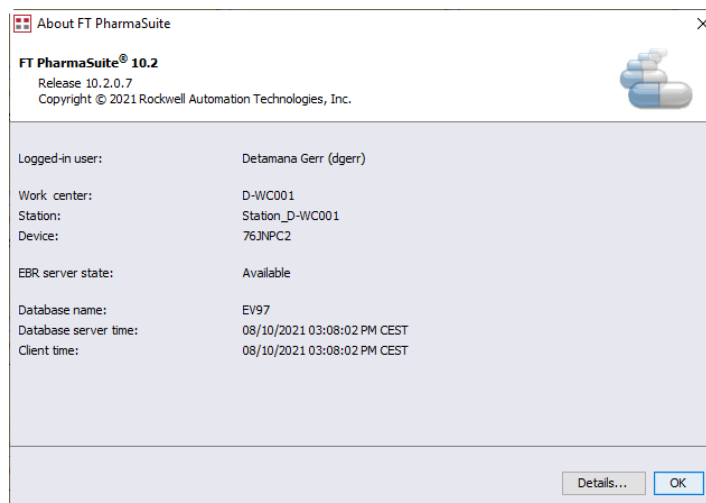 About FT PharmaSuite
FT PharmaSuite® 10.2
Release 10.2.0.7
Copyright © 2021 Rockwell Automation Technologies, Inc.
Logged-in user: Detamana Gerr (dgerr)
Work center: D-WC001
Station: Station_D-WC001
Device: 76JNPC2
EBR server state: Available
Database name: EV97
Database server time: 08/10/2021 03:08:02 PM CEST
Client time: 08/10/2021 03:08:02 PM CEST
Details... OK